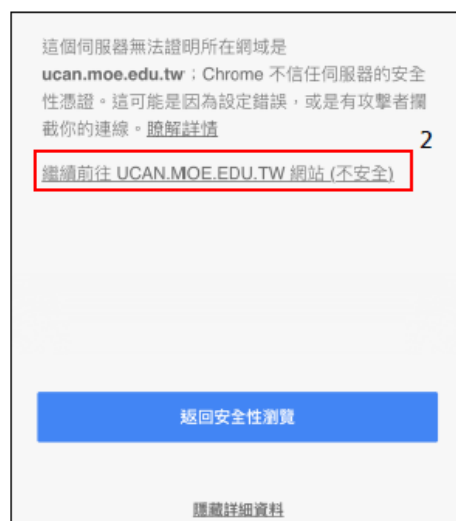 這個伺服器無法證明所在網域是
ucan.moe.edu.tw；Chrome 不信任伺服器的安全
性憑證。這可能是因為設定錯誤，或是有攻擊者攔
截你的連線。瞭解詳情
2
繼續前往 UCAN.MOE.EDU.TW 網站 (不安全)
返回安全性瀏覽
隱藏詳細資料